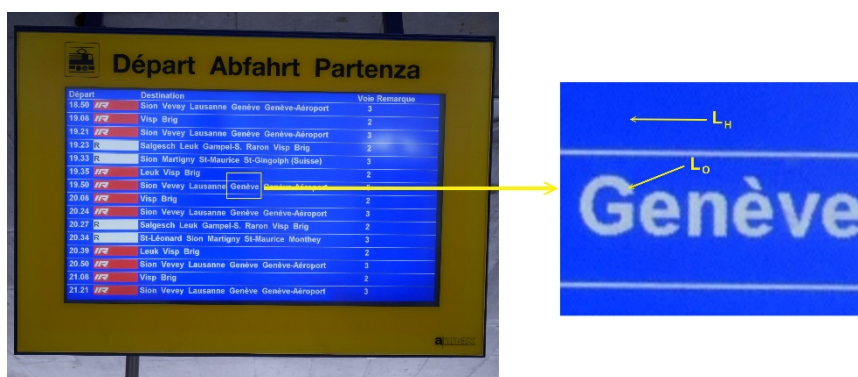 Départ Abfahrt Partenza
Départ Destination Voie Remarque
18.50 IR Sion Vevey Lausanne Genève Genève-Aéroport 3
19.08 IR Visp Brig 2
19.21 IR Sion Vevey Lausanne Genève Genève-Aéroport 3
19.23 R Salgesch Leuk Gampel-S. Raron Visp Brig 2
19.33 R Sion Martigny St-Maurice St-Gingolph (Suisse) 3
19.35 IR Leuk Visp Brig 2
19.50 IR Sion Vevey Lausanne Genève Genève-Aéroport
20.08 IR Visp Brig 2
20.24 IR Sion Vevey Lausanne Genève Genève-Aéroport 3
20.27 R Salgesch Leuk Gampel-S. Raron Visp Brig 2
20.34 R St-Léonard Sion Martigny St-Maurice Monthey 3
20.39 IR Leuk Visp Brig 2
20.50 IR Sion Vevey Lausanne Genève Genève-Aéroport 3
21.08 IR Visp Brig 2
21.21 IR Sion Vevey Lausanne Genève Genève-Aéroport 3
L_H
L_O
Genève